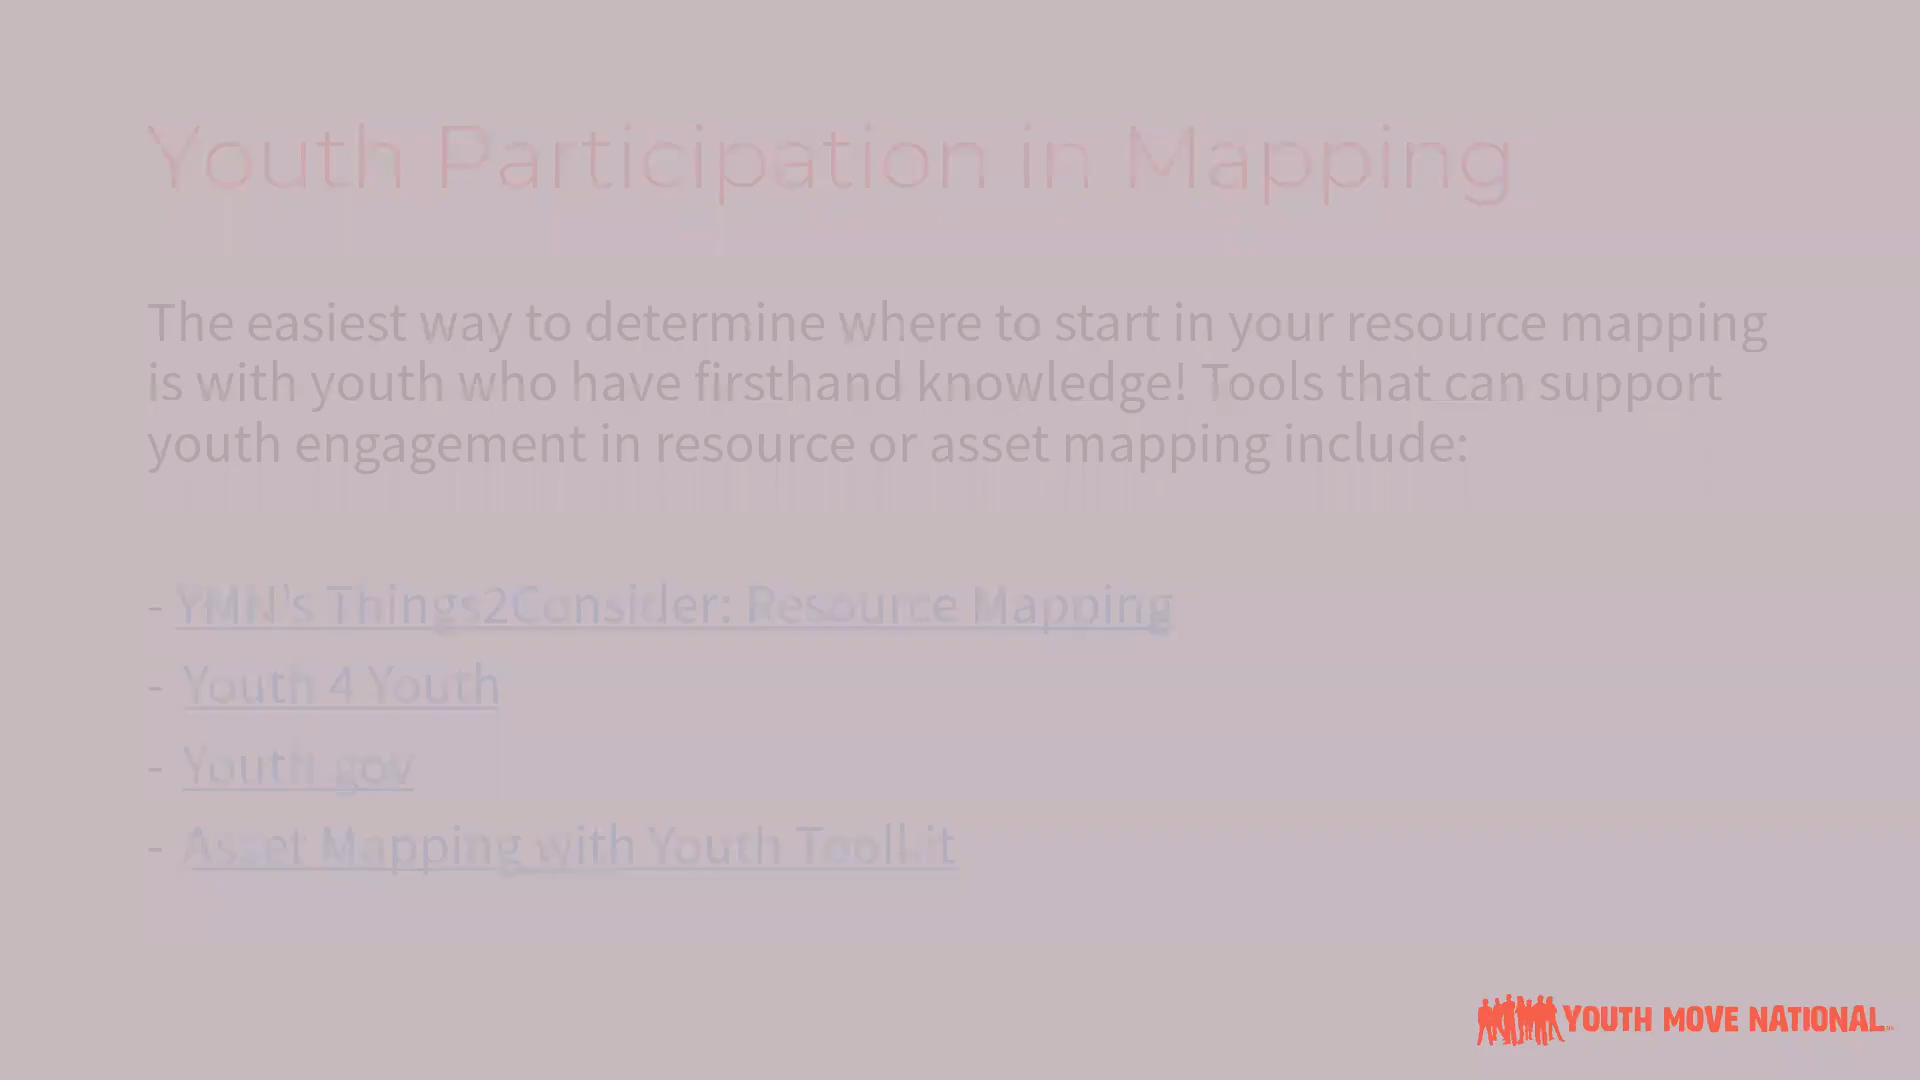 Youth Participation in Mapping
The easiest way to determine where to start in your resource mapping
is with youth who have firsthand knowledge! Tools that can support
youth engagement in resource or asset mapping include:
- YMN's Things2Consider: Resource Mapping
- Youth 4 Youth
- Youth gov
- Asset Mapping with Youth Toolkit
YOUTH MOVE NATIONAL